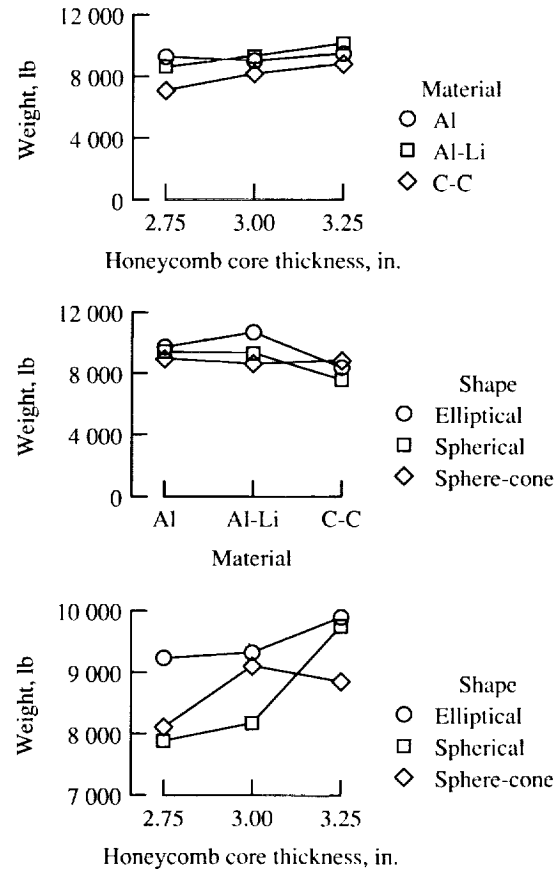 12 000
8 000
4 000
0
Weight, lb
2.75 3.00 3.25
Honeycomb core thickness, in.
Material
Al
Al-Li
C-C
12 000
8 000
4 000
0
Weight, lb
Al Al-Li C-C
Material
Shape
Elliptical
Spherical
Sphere-cone
10 000
9 000
8 000
7 000
Weight, lb
2.75 3.00 3.25
Honeycomb core thickness, in.
Shape
Elliptical
Spherical
Sphere-cone